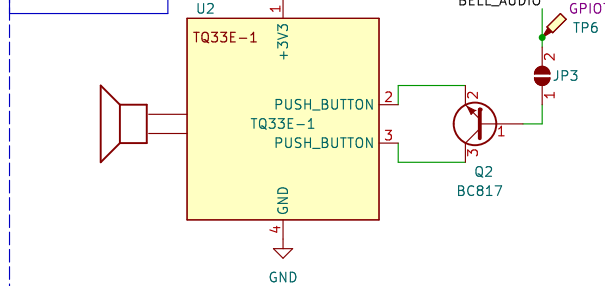 BELL_AUDIO
GPIO
TP6
U2
TQ33E-1
1
+3V3
2
JP3
1
PUSH_BUTTON
2
2
TQ33E-1
1
PUSH_BUTTON
3
3
Q2
BC817
GND
4
GND